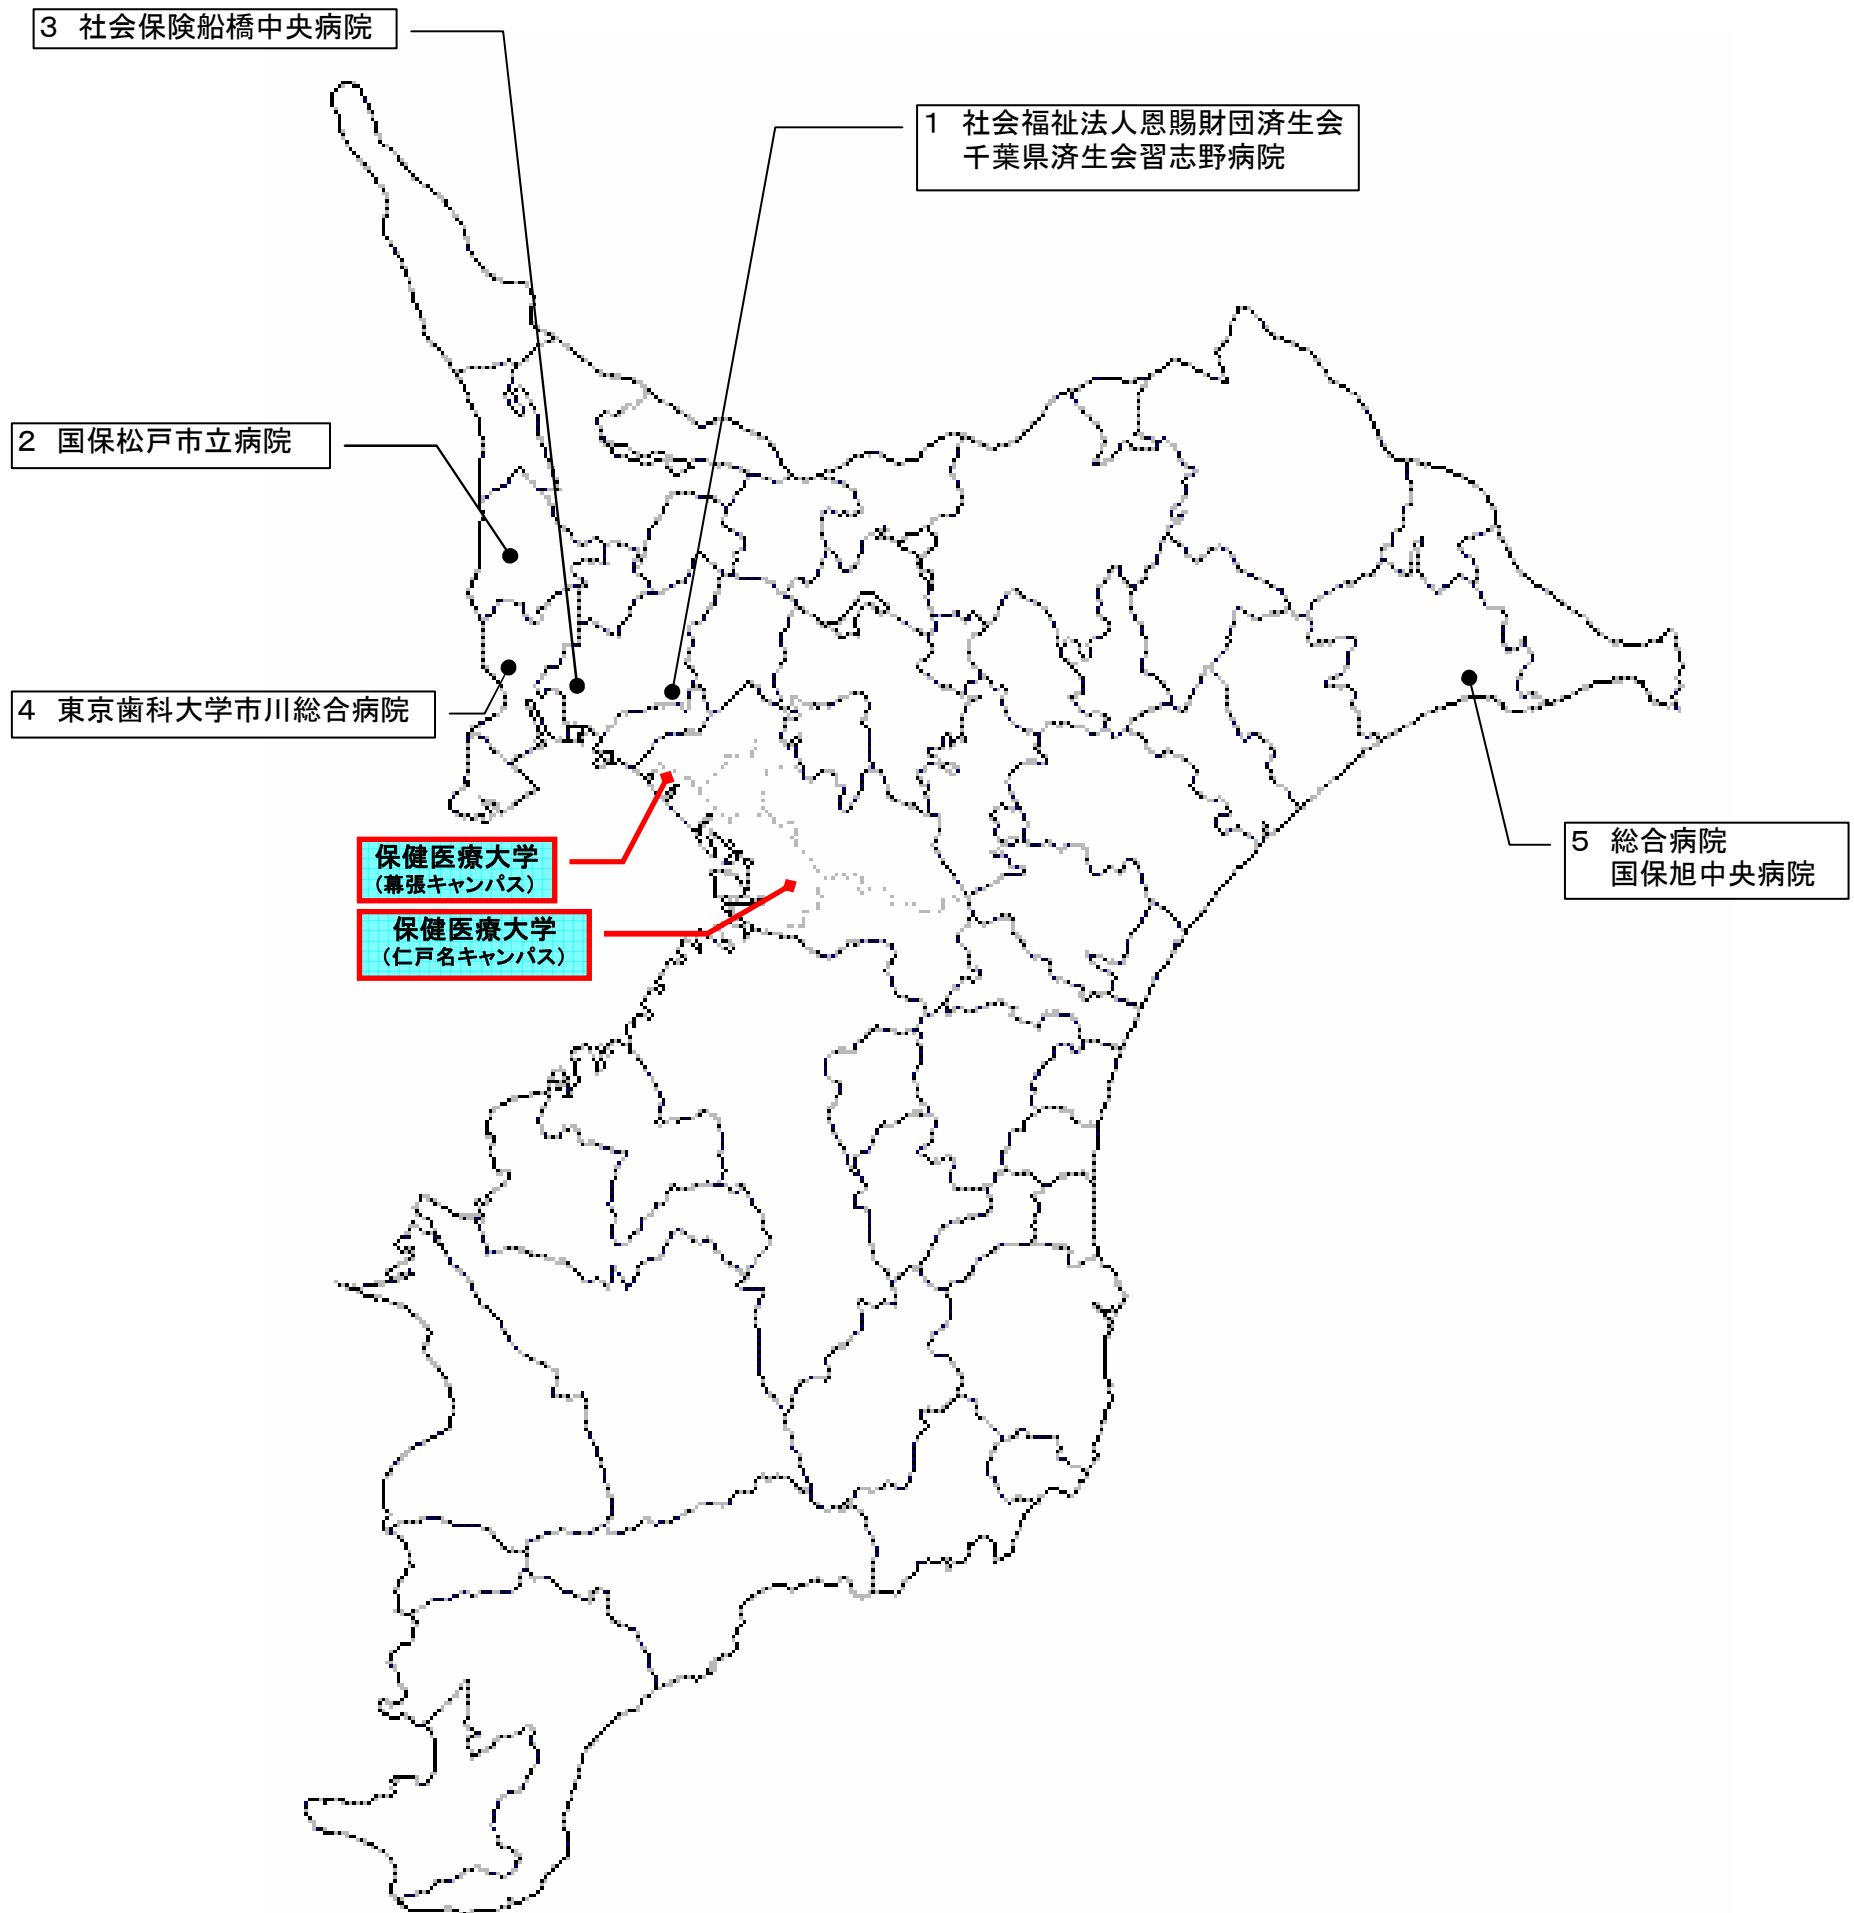 ３ 社会保険船橋中央病院
１ 社会福祉法人恩賜財団済生会
千葉県済生会習志野病院
２ 国保松戸市立病院
４ 東京歯科大学市川総合病院
保健医療大学
（幕張キャンパス）
保健医療大学
（仁戸名キャンパス）
５ 総合病院
国保旭中央病院